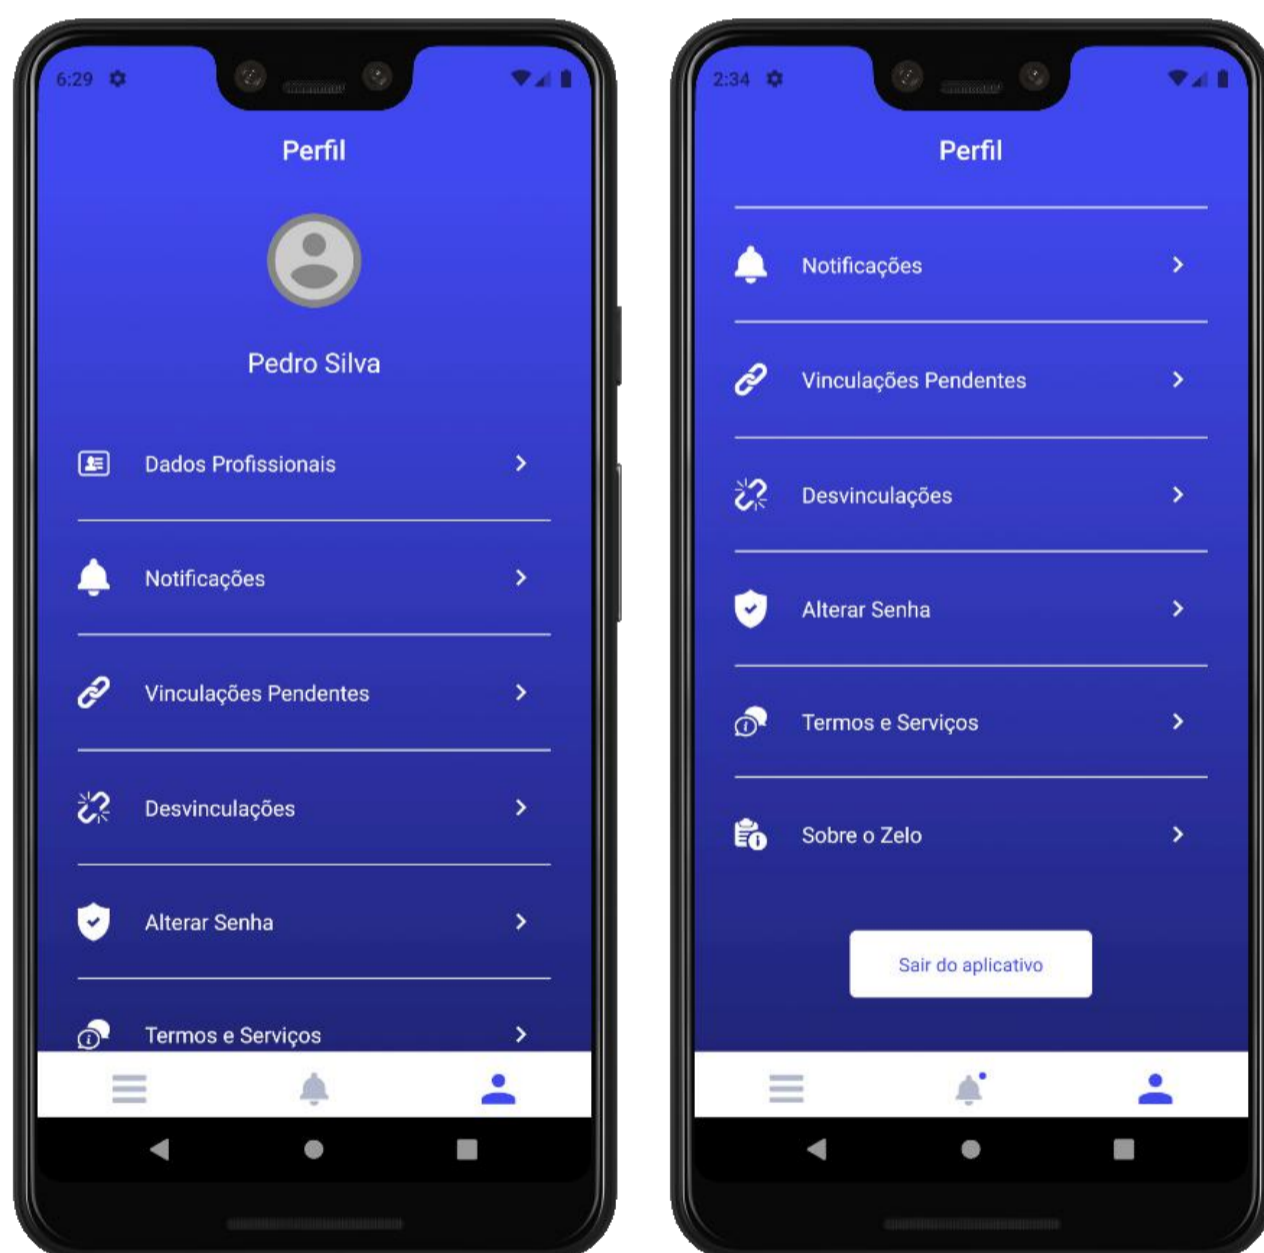 6:29
Perfil
Pedro Silva
Dados Profissionais
Notificações
Vinculações Pendentes
Desvinculações
Alterar Senha
Termos e Serviços
2:34
Perfil
Notificações
Vinculações Pendentes
Desvinculações
Alterar Senha
Termos e Serviços
Sobre o Zelo
Sair do aplicativo